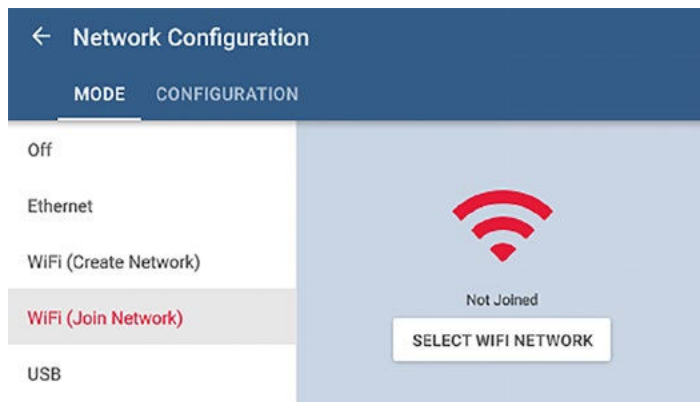 Network Configuration
MODE CONFIGURATION
Off
Ethernet
WiFi (Create Network)
WiFi (Join Network)
USB
Not Joined
SELECT WIFI NETWORK